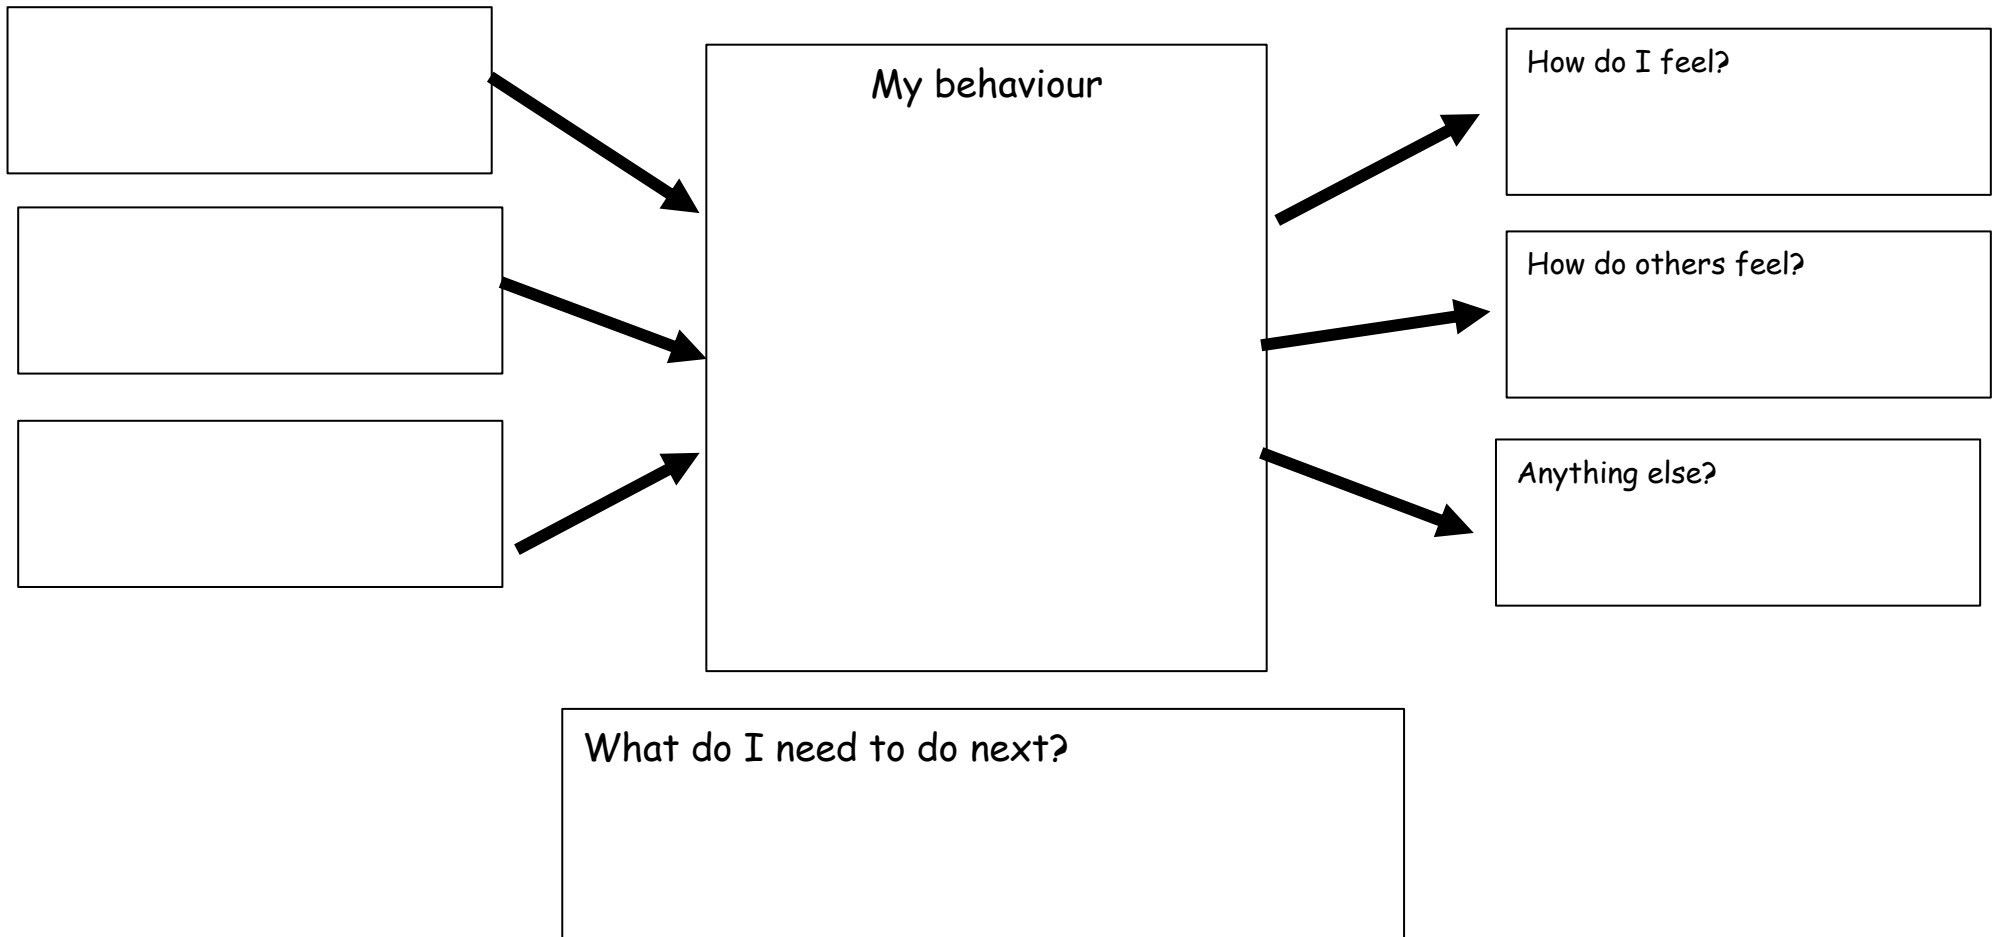 My behaviour
How do I feel?
How do others feel?
Anything else?
What do I need to do next?